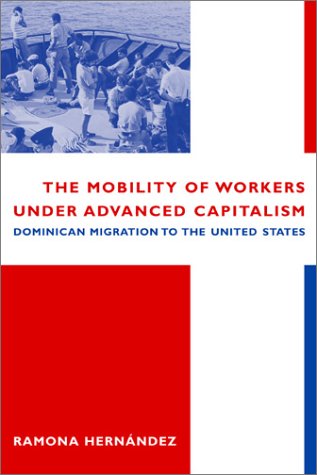 THE MOBILITY OF WORKERS
UNDER ADVANCED CAPITALISM
DOMINICAN MIGRATION TO THE UNITED STATES
RAMONA HERNÁNDEZ